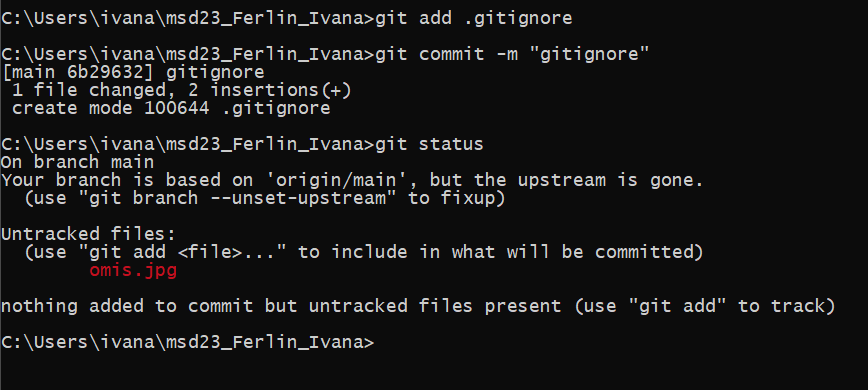 C:\Users\ivana\msd23_Ferlin_Ivana>git add .gitignore
C:\Users\ivana\msd23_Ferlin_Ivana>git commit -m "gitignore"
[main 6b29632] gitignore
 1 file changed, 2 insertions(+)
 create mode 100644 .gitignore
C:\Users\ivana\msd23_Ferlin_Ivana>git status
On branch main
Your branch is based on 'origin/main', but the upstream is gone.
  (use "git branch --unset-upstream" to fixup)
Untracked files:
  (use "git add <file>..." to include in what will be committed)
        omis.jpg
nothing added to commit but untracked files present (use "git add" to track)
C:\Users\ivana\msd23_Ferlin_Ivana>